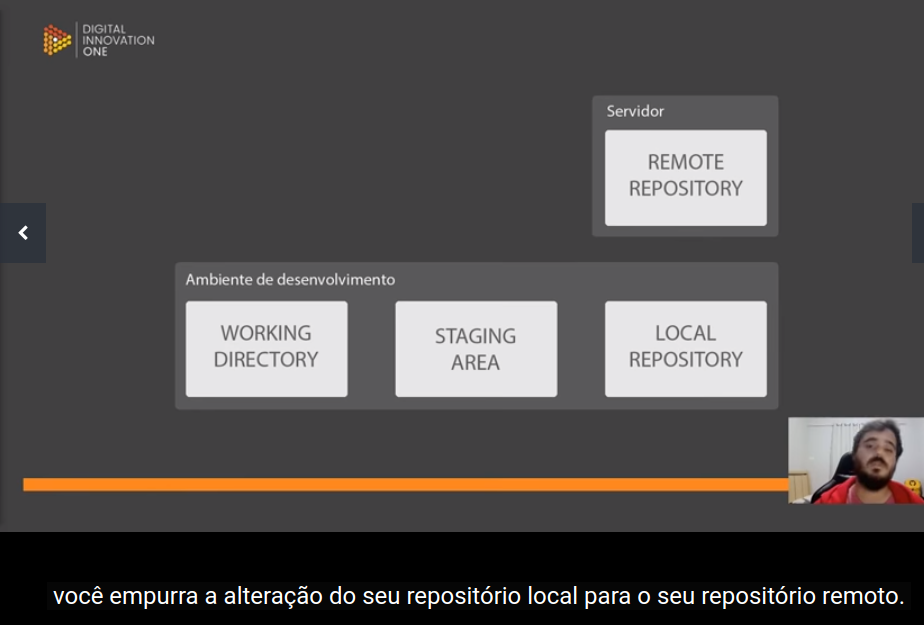 DIGITAL
INNOVATION
ONE
Servidor
REMOTE
REPOSITORY
Ambiente de desenvolvimento
WORKING
DIRECTORY
STAGING
AREA
LOCAL
REPOSITORY
você empurra a alteração do seu repositório local para o seu repositório remoto.